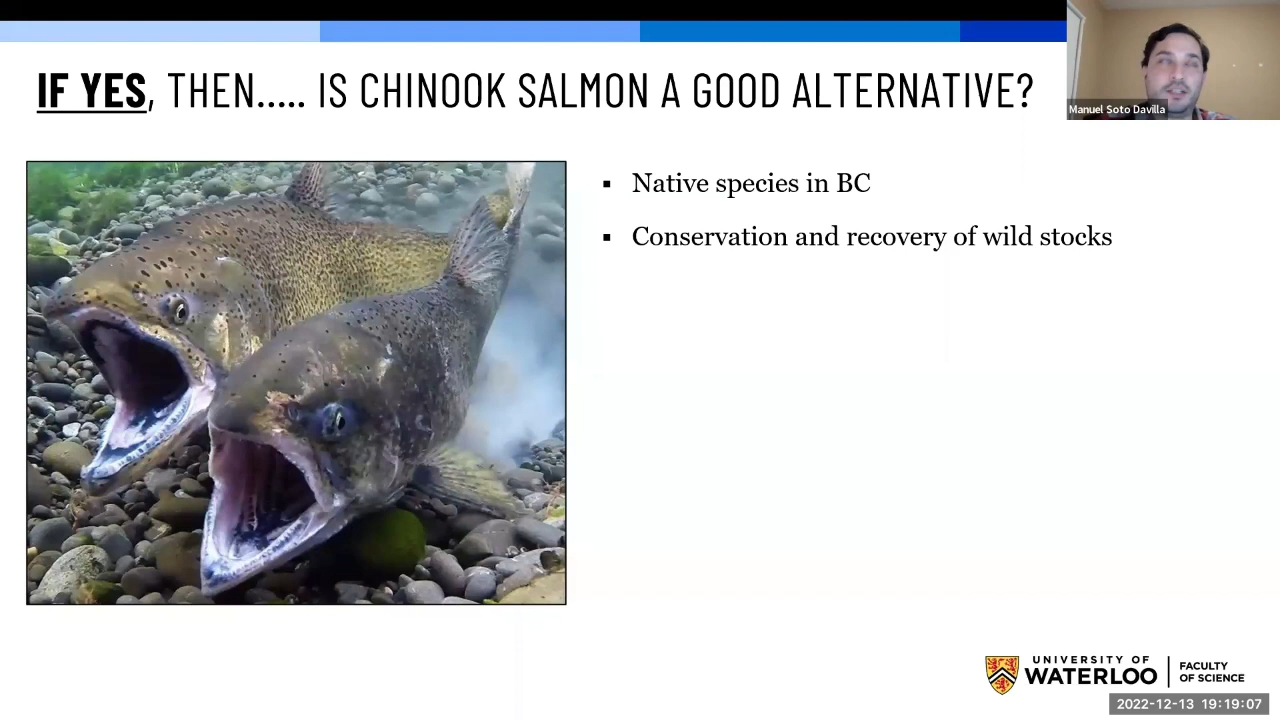 IF YES, THEN..... IS CHINOOK SALMON A GOOD ALTERNATIVE?
Manuel Soto Davilla
▪ Native species in BC
▪ Conservation and recovery of wild stocks
UNIVERSITY OF
WATERLOO
FACULTY
OF SCIENCE
2022-12-13 19:19:07